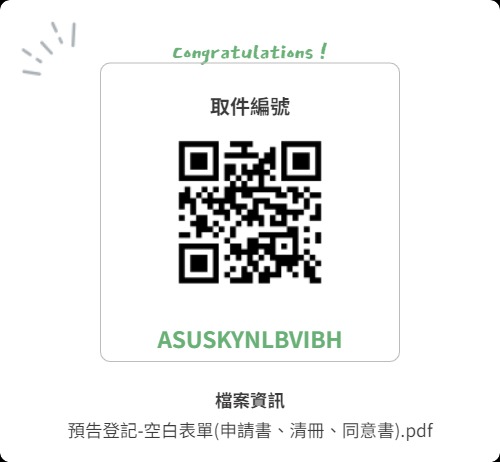 Congratulations !
取件編號
ASUSKYNLBVIBH
檔案資訊
預告登記-空白表單(申請書、清冊、同意書).pdf